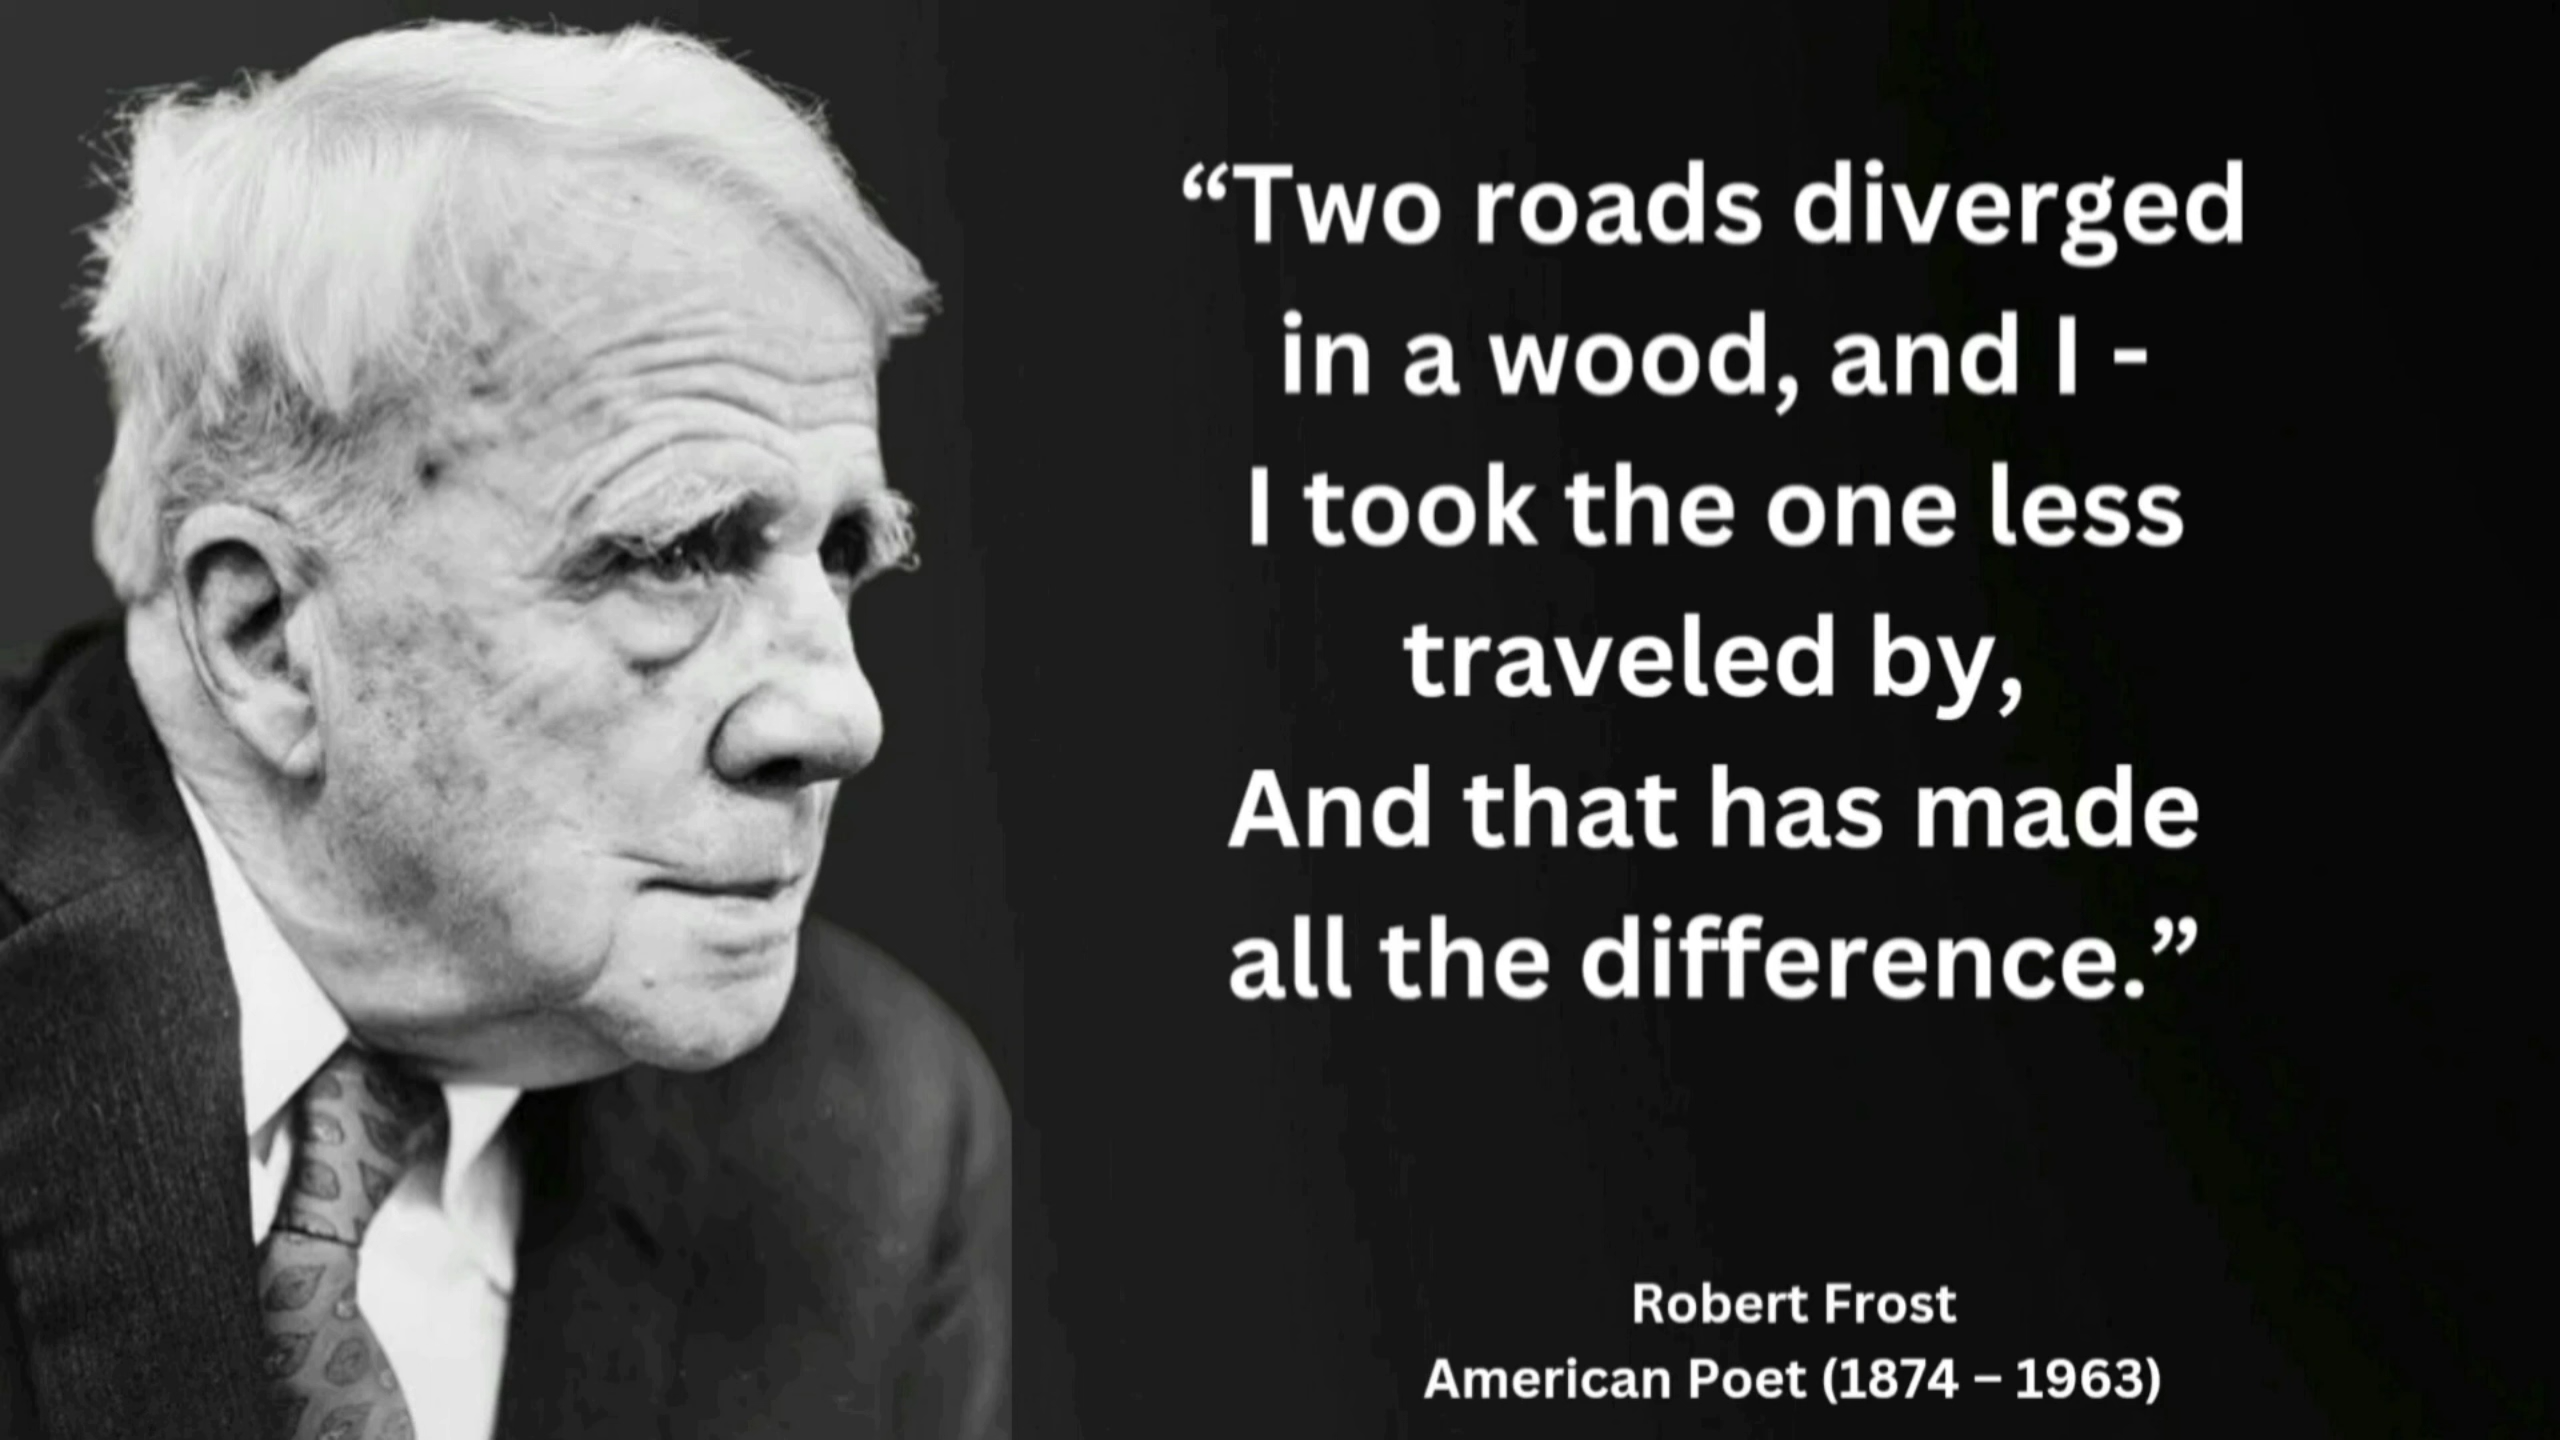 “Two roads diverged
in a wood, and I -
I took the one less
traveled by,
And that has made
all the difference.”
Robert Frost
American Poet (1874 – 1963)